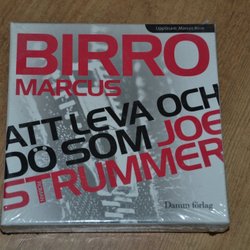 Uppläsare: Marcus Birro
BIRRO
MARCUS
ATT LEVA OCH
DÖ SOM JOE
STRUMMER
Damm förlag